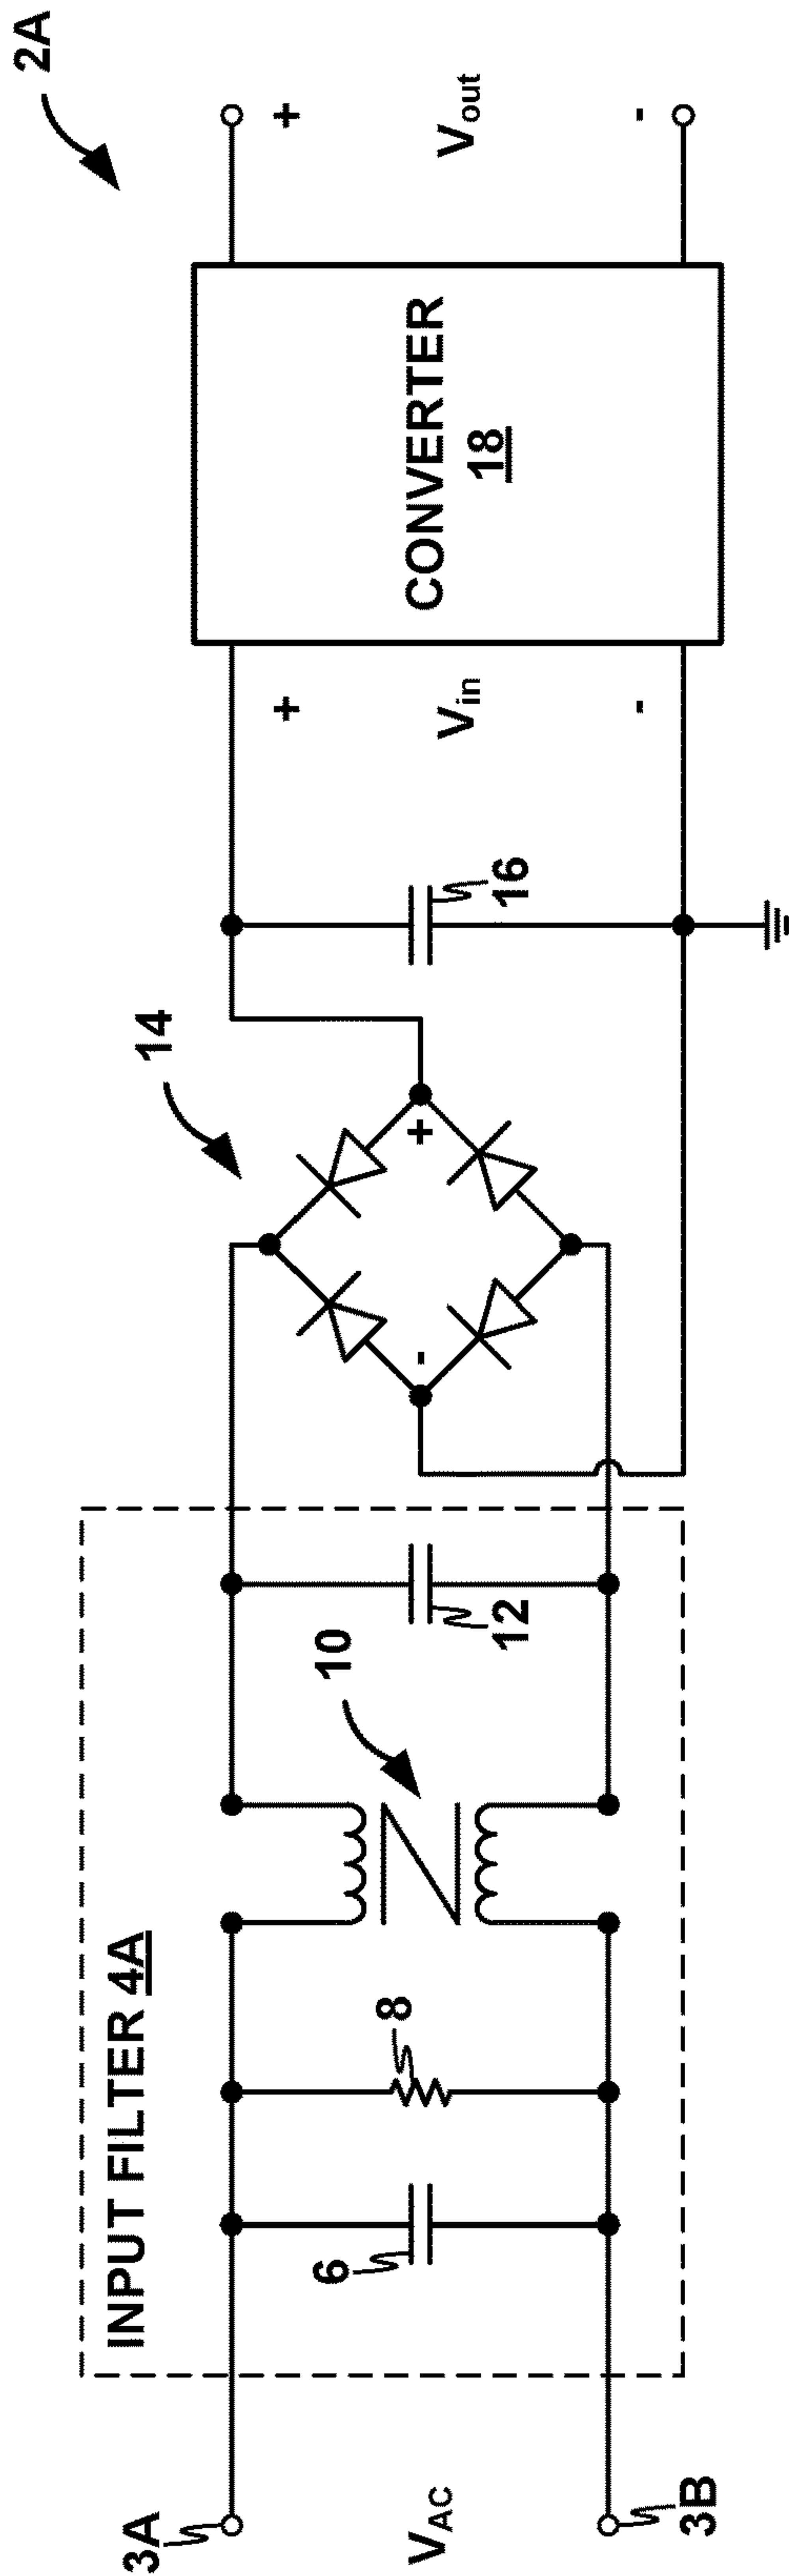 2A
INPUT FILTER 4A
14
10
3A
+
+
6
8
+
-
12
16
VAC
Vin
CONVERTER
18
Vout
-
-
3B